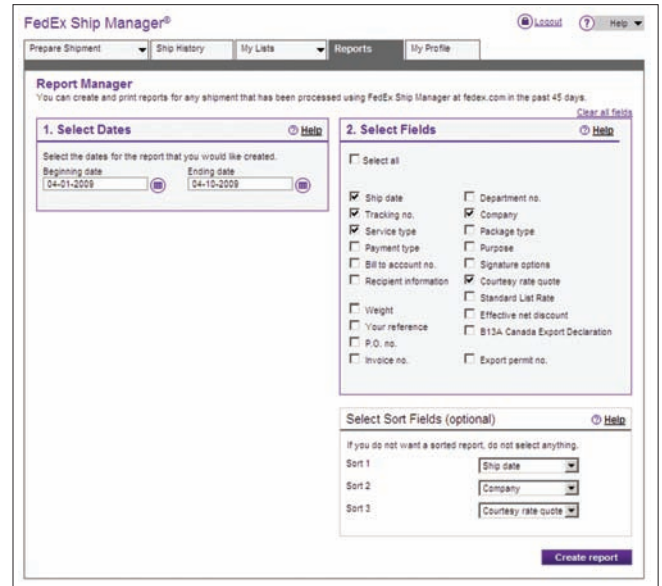 FedEx Ship Manager®
Logout
? Help
Prepare Shipment
Ship History
My Lists
Reports
My Profile
Report Manager
You can create and print reports for any shipment that has been processed using FedEx Ship Manager at fedex.com in the past 45 days.
Clear all fields
1. Select Dates
? Help
Select the dates for the report that you would like created.
Beginning date
Ending date
04-01-2009
04-10-2009
2. Select Fields
? Help
Select all
Ship date
Tracking no.
Service type
Payment type
Bill to account no.
Recipient information
Weight
Your reference
P.O. no.
Invoice no.
Department no.
Company
Package type
Purpose
Signature options
Courtesy rate quote
Standard List Rate
Effective net discount
B13A Canada Export Declaration
Export permit no.
Select Sort Fields (optional)
? Help
If you do not want a sorted report, do not select anything.
Sort 1
Ship date
Sort 2
Company
Sort 3
Courtesy rate quote
Create report